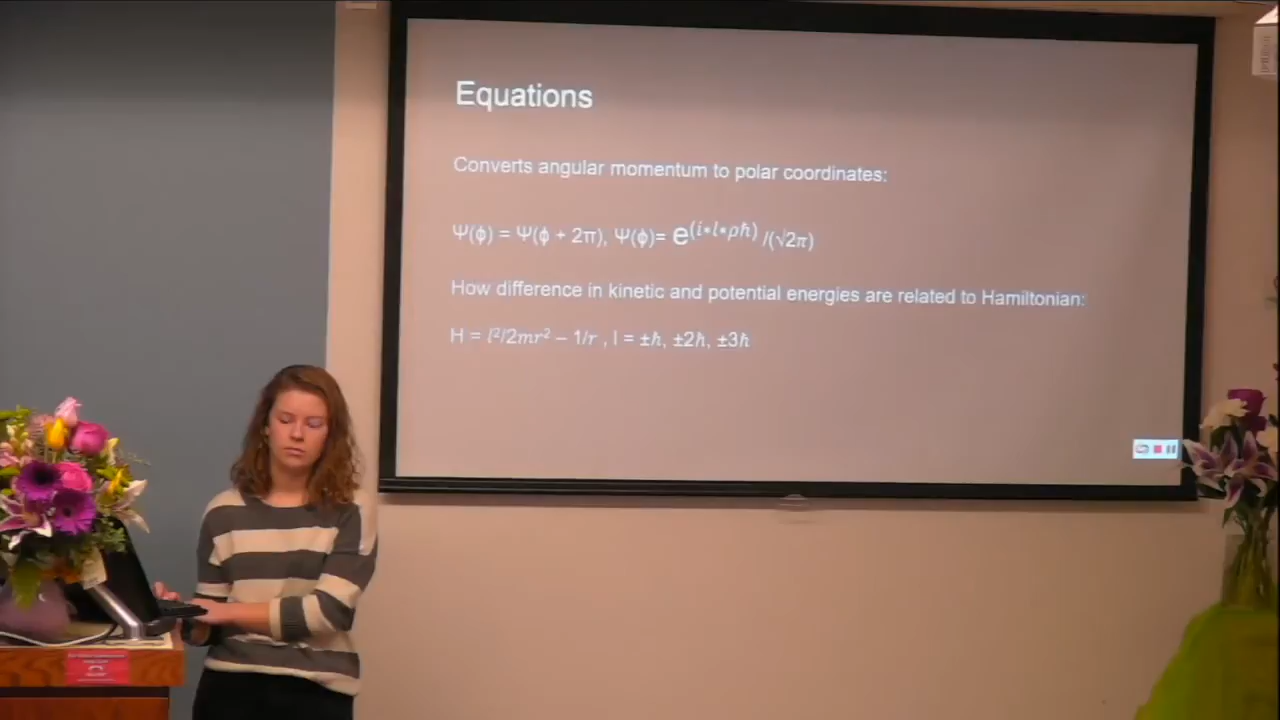 Equations
Converts angular momentum to polar coordinates:
Ψ(ϕ) = Ψ(ϕ + 2π), Ψ(ϕ)= e^(i∗l∗ρħ) /(√2π)
How difference in kinetic and potential energies are related to Hamiltonian:
H = l²/2mr² – 1/r , l = ±ħ, ±2ħ, ±3ħ